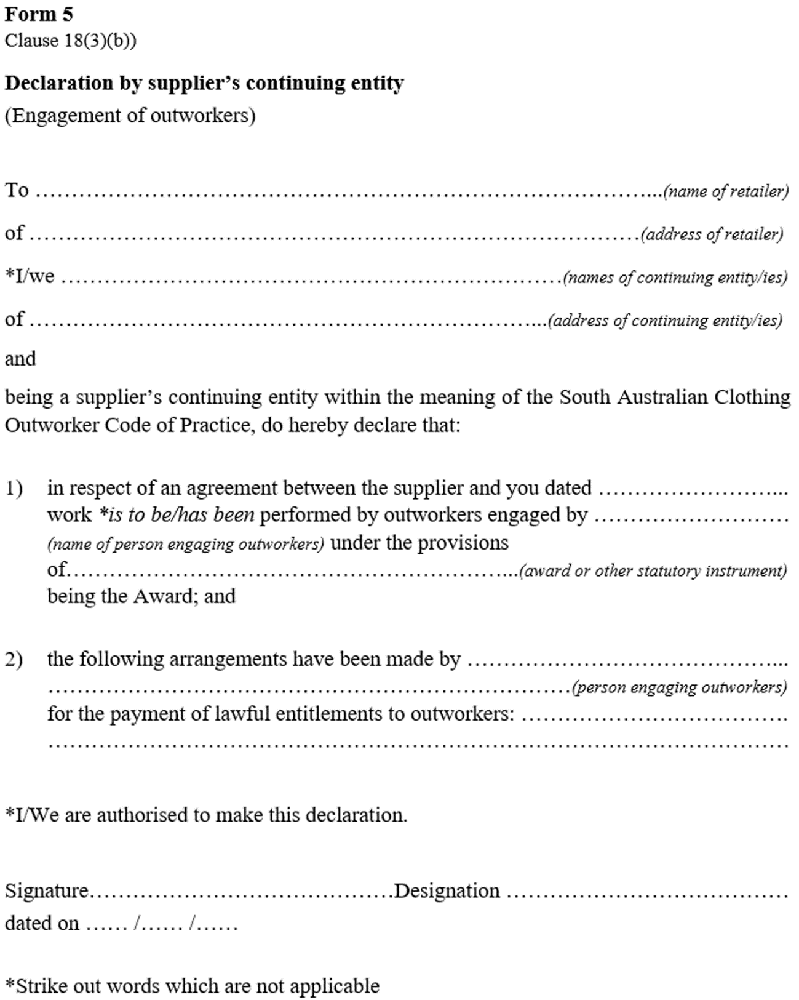 Form 5
Clause 18(3)(b))
Declaration by supplier’s continuing entity
(Engagement of outworkers)
To ……………………………………………………………………………...(name of retailer)
of …………………………………………………………………………….(address of retailer)
*I/we …………………………………………………………….(names of continuing entity/ies)
of ………………………………………………………………...(address of continuing entity/ies)
and
being a supplier’s continuing entity within the meaning of the South Australian Clothing
Outworker Code of Practice, do hereby declare that:
1) in respect of an agreement between the supplier and you dated ……………………...
work *is to be/has been performed by outworkers engaged by ………………………
(name of person engaging outworkers) under the provisions
of………………………………………………………...(award or other statutory instrument)
being the Award; and
2) the following arrangements have been made by ……………………………………...
……………………………………………………………….(person engaging outworkers)
for the payment of lawful entitlements to outworkers: ……………………………….
……………………………………………………………………………………………
*I/We are authorised to make this declaration.
Signature…………………………………….Designation …………………………………
dated on …… /…… /……
*Strike out words which are not applicable